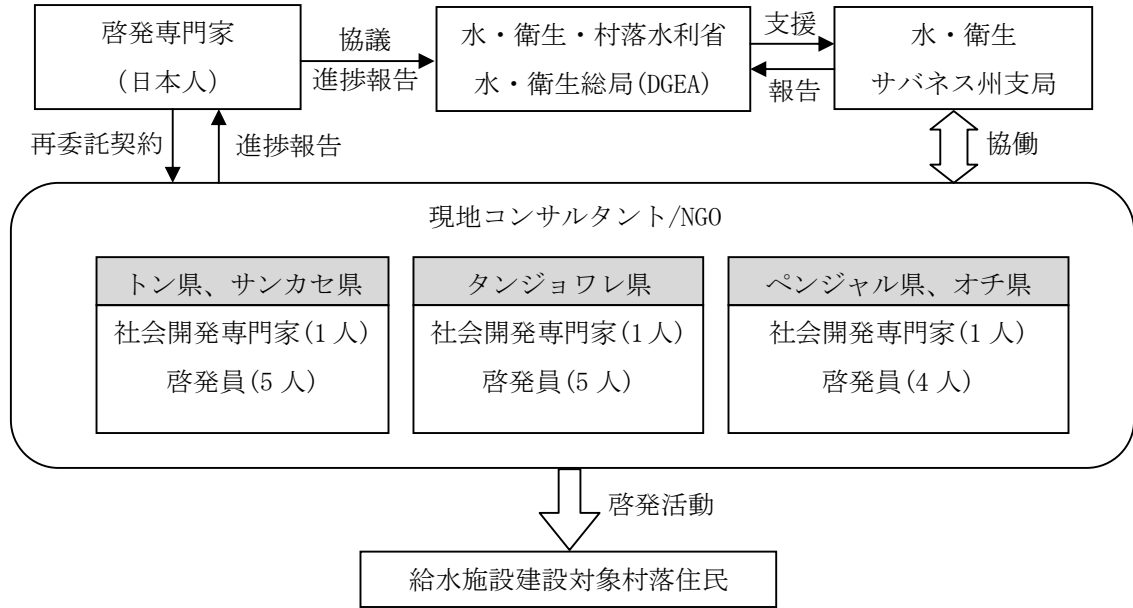 啓発専門家
(日本人)
協議
進捗報告
水・衛生・村落水利省
水・衛生総局(DGEA)
支援
報告
水・衛生
サバネス州支局
再委託契約
進捗報告
協働
現地コンサルタント/NGO
トン県、サンカセ県
社会開発専門家(1人)
啓発員(5人)
タンジョワレ県
社会開発専門家(1人)
啓発員(5人)
ペンジャル県、オチ県
社会開発専門家(1人)
啓発員(4人)
啓発活動
給水施設建設対象村落住民